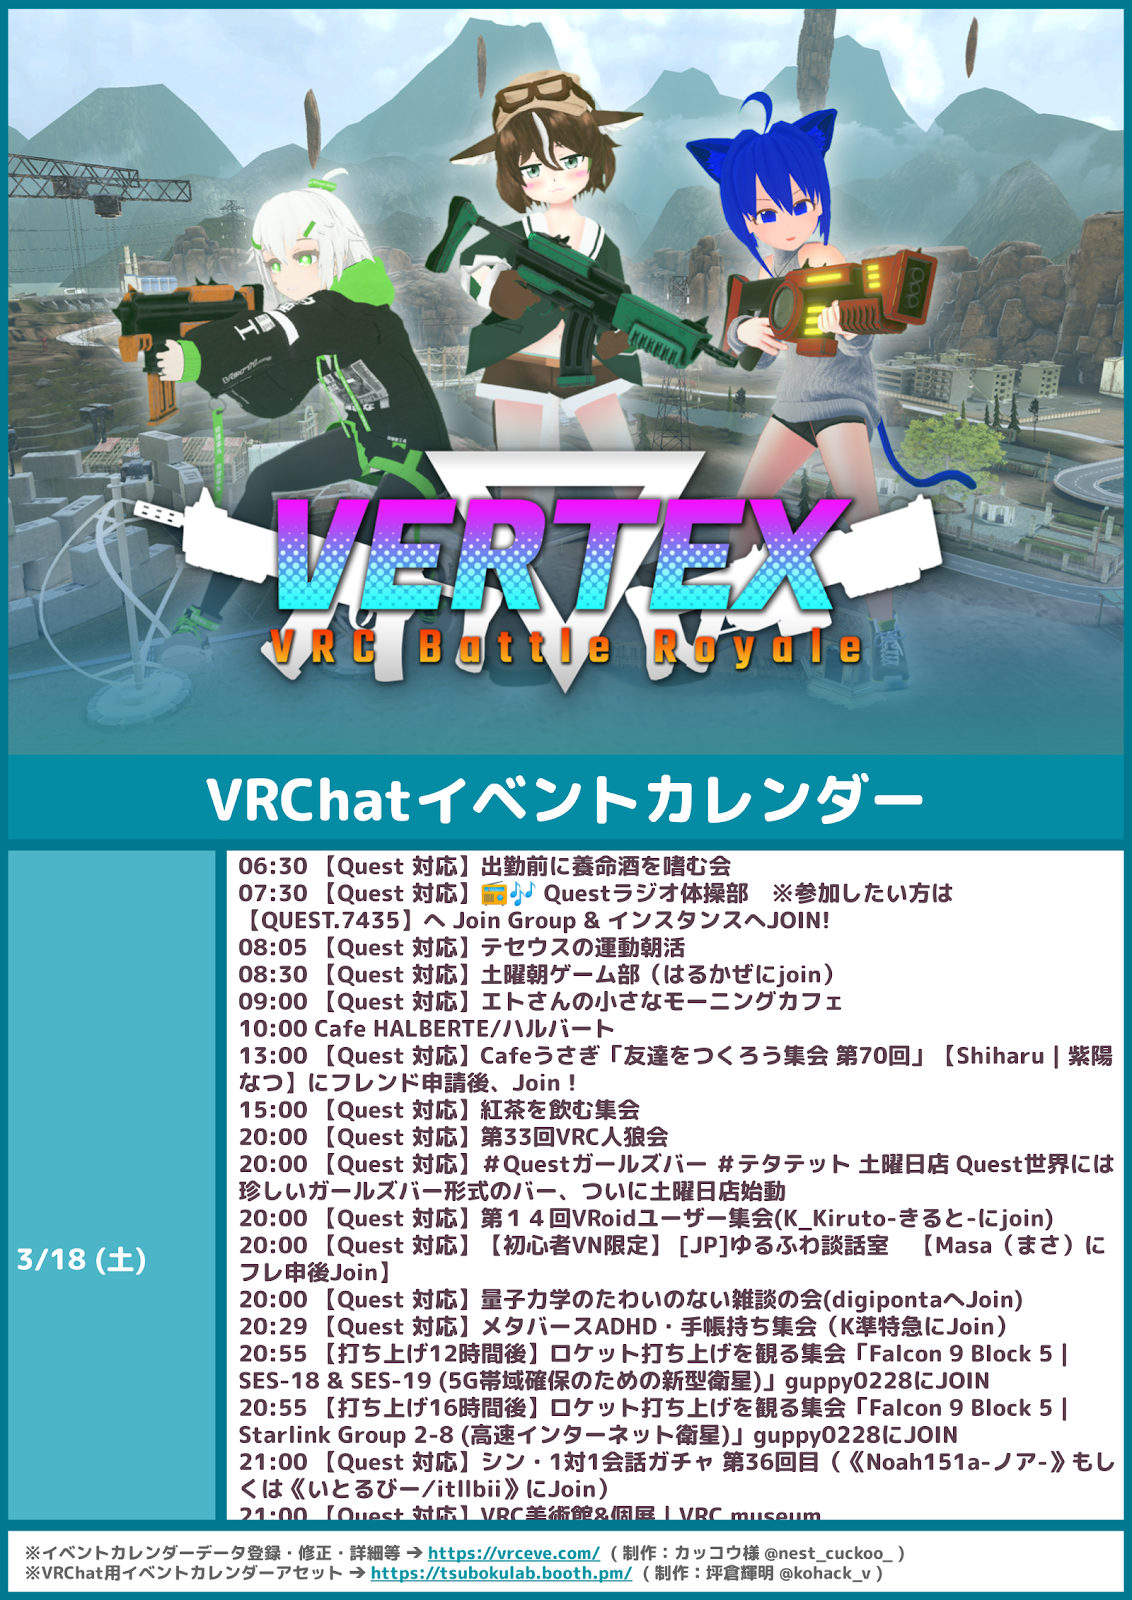 VERTEX
VRC Battle Royale
VRChatイベントカレンダー
3/18 (土)
06:30 【Quest 対応】出勤前に養命酒を嗜む会
07:30 【Quest 対応】📻🎶 Questラジオ体操部　※参加したい方は
【QUEST.7435】へ Join Group & インスタンスへJOIN!
08:05 【Quest 対応】テセウスの運動朝活
08:30 【Quest 対応】土曜朝ゲーム部（はるかぜにjoin）
09:00 【Quest 対応】エトさんの小さなモーニングカフェ
10:00 Cafe HALBERTE/ハルバート
13:00 【Quest 対応】Cafeうさぎ「友達をつくろう集会 第70回」【Shiharu | 紫陽
なつ】にフレンド申請後、Join！
15:00 【Quest 対応】紅茶を飲む集会
20:00 【Quest 対応】第33回VRC人狼会
20:00 【Quest 対応】＃Questガールズバー ＃テタテット 土曜日店 Quest世界には
珍しいガールズバー形式のバー、ついに土曜日店始動
20:00 【Quest 対応】第１４回VRoidユーザー集会(K_Kiruto-きると-にjoin)
20:00 【Quest 対応】【初心者VN限定】 [JP]ゆるふわ談話室　【Masa（まさ）に
フレ申後Join】
20:00 【Quest 対応】量子力学のたわいのない雑談の会(digipontaへJoin)
20:29 【Quest 対応】メタバースADHD・手帳持ち集会（K準特急にJoin）
20:55 【打ち上げ12時間後】ロケット打ち上げを観る集会「Falcon 9 Block 5 |
SES-18 & SES-19 (5G帯域確保のための新型衛星)」guppy0228にJOIN
20:55 【打ち上げ16時間後】ロケット打ち上げを観る集会「Falcon 9 Block 5 |
Starlink Group 2-8 (高速インターネット衛星)」guppy0228にJOIN
21:00 【Quest 対応】シン・1対1会話ガチャ 第36回目（《Noah151a-ノア-》もし
くは《いとるびー/itllbii》にJoin）
21:00 【Quest 対応】VRC美術館&個展 | VRC museum
※イベントカレンダーデータ登録・修正・詳細等 ➔ https://vrceve.com/ （制作：カッコウ様 @nest_cuckoo_ ）
※VRChat用イベントカレンダーアセット ➔ https://tsubokulab.booth.pm/ （制作：坪倉輝明 @kohack_v ）